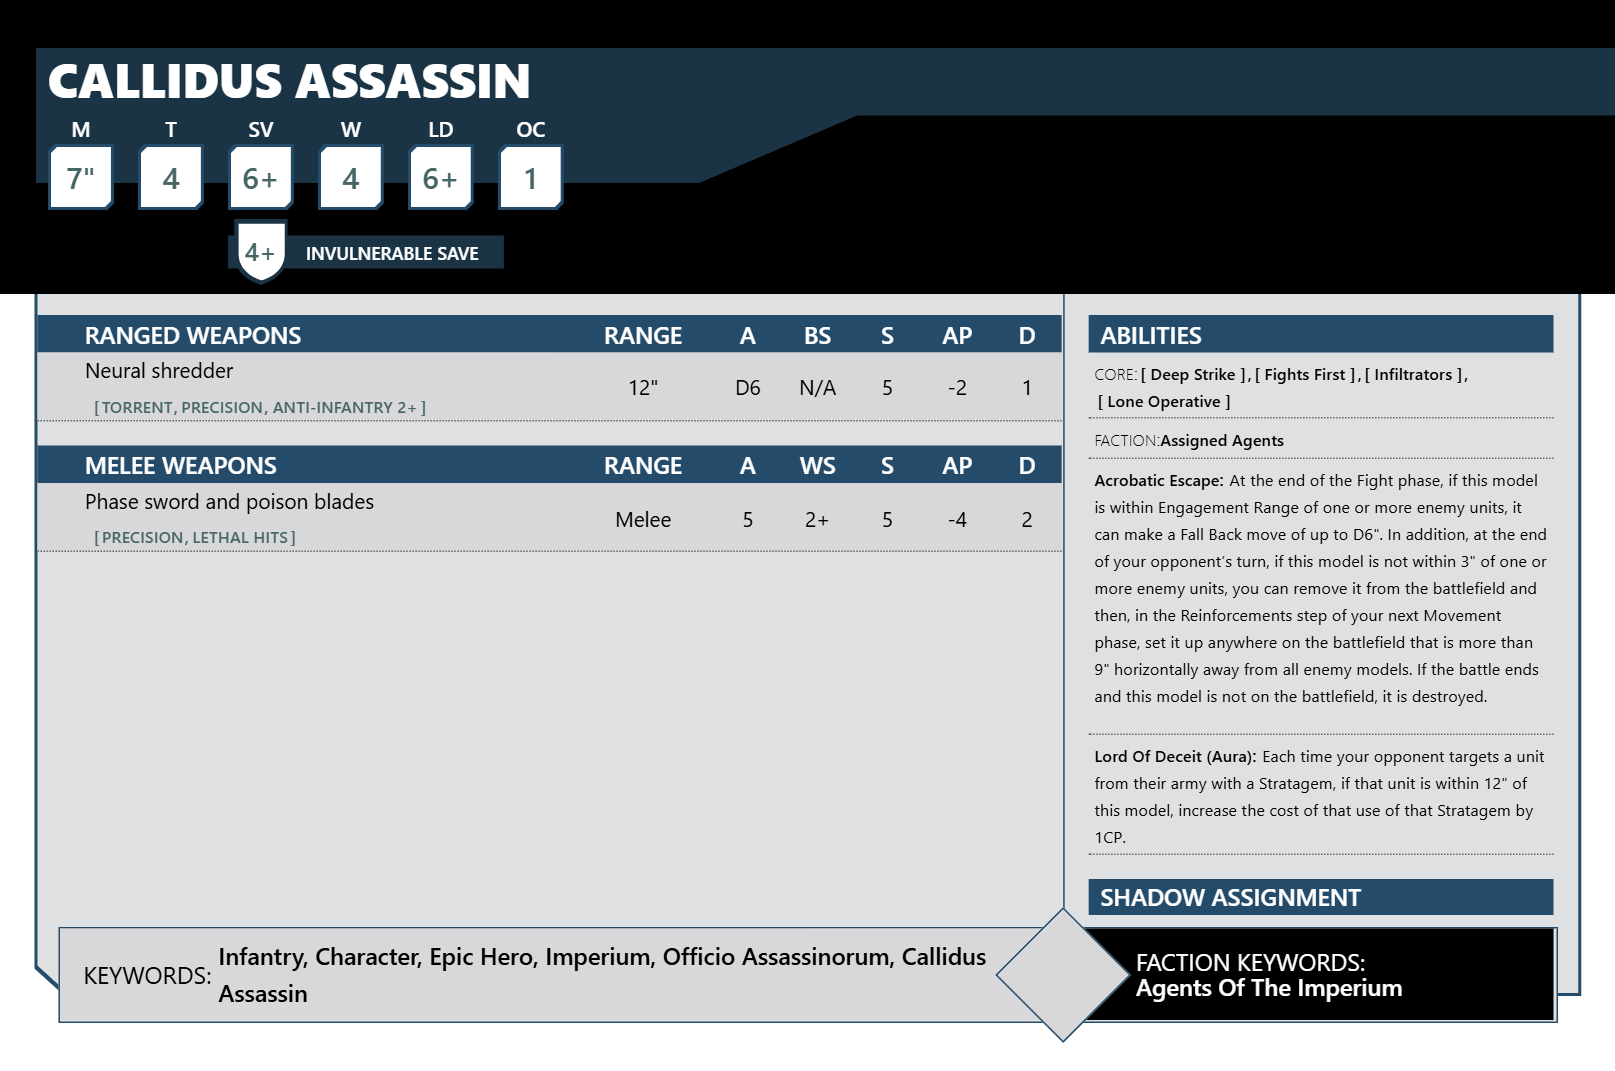 CALLIDUS ASSASSIN
M T SV W LD OC
7" 4 6+ 4 6+ 1
4+ INVULNERABLE SAVE
RANGED WEAPONS RANGE A BS S AP D
Neural shredder
12" D6 N/A 5 -2 1
[ TORRENT, PRECISION, ANTI-INFANTRY 2+ ]
MELEE WEAPONS RANGE A WS S AP D
Phase sword and poison blades
Melee 5 2+ 5 -4 2
[ PRECISION, LETHAL HITS ]
ABILITIES
CORE: [ Deep Strike ], [ Fights First ], [ Infiltrators ],
[ Lone Operative ]
FACTION:Assigned Agents
Acrobatic Escape: At the end of the Fight phase, if this model
is within Engagement Range of one or more enemy units, it
can make a Fall Back move of up to D6". In addition, at the end
of your opponent’s turn, if this model is not within 3" of one or
more enemy units, you can remove it from the battlefield and
then, in the Reinforcements step of your next Movement
phase, set it up anywhere on the battlefield that is more than
9" horizontally away from all enemy models. If the battle ends
and this model is not on the battlefield, it is destroyed.
Lord Of Deceit (Aura): Each time your opponent targets a unit
from their army with a Stratagem, if that unit is within 12" of
this model, increase the cost of that use of that Stratagem by
1CP.
SHADOW ASSIGNMENT
KEYWORDS: Infantry, Character, Epic Hero, Imperium, Officio Assassinorum, Callidus
Assassin
FACTION KEYWORDS:
Agents Of The Imperium